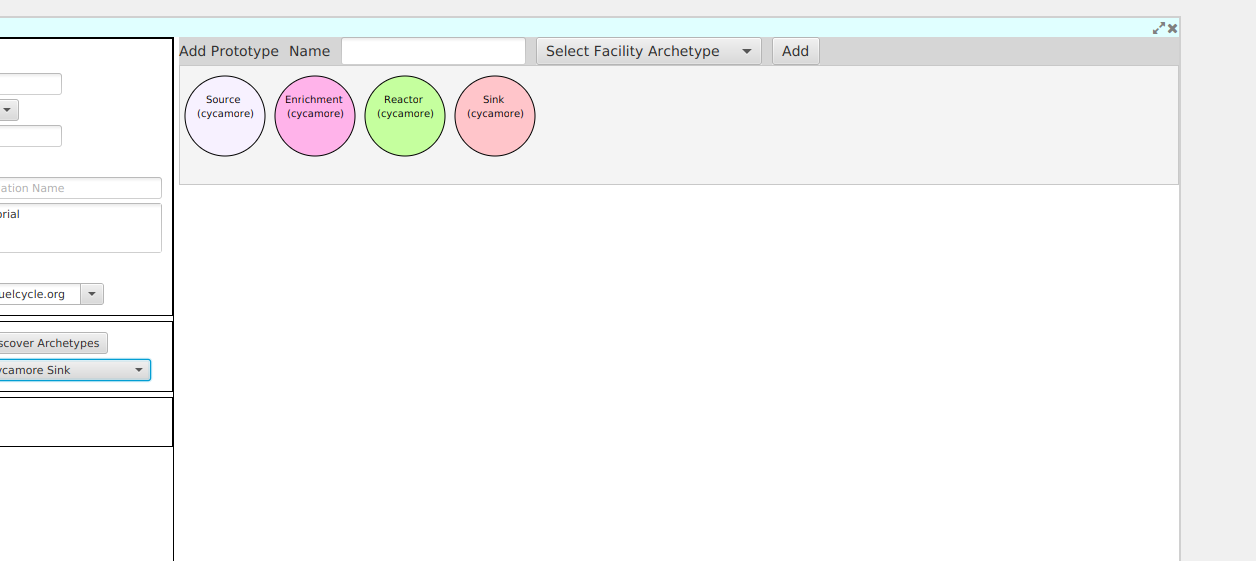 Add Prototype Name Select Facility Archetype Add
Source
(cycamore)
Enrichment
(cycamore)
Reactor
(cycamore)
Sink
(cycamore)
ation Name
orial
uelcycle.org
scover Archetypes
ycamore Sink